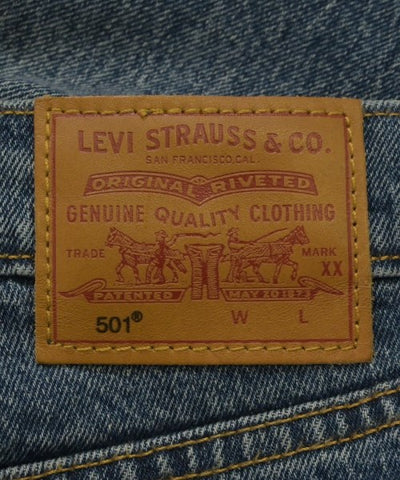 LEVI STRAUSS & CO.
SAN FRANCISCO, CAL.
ORIGINAL RIVETED
GENUINE QUALITY CLOTHING
TRADE MARK
XX
PATENTED MAY 20 1873
501® W L